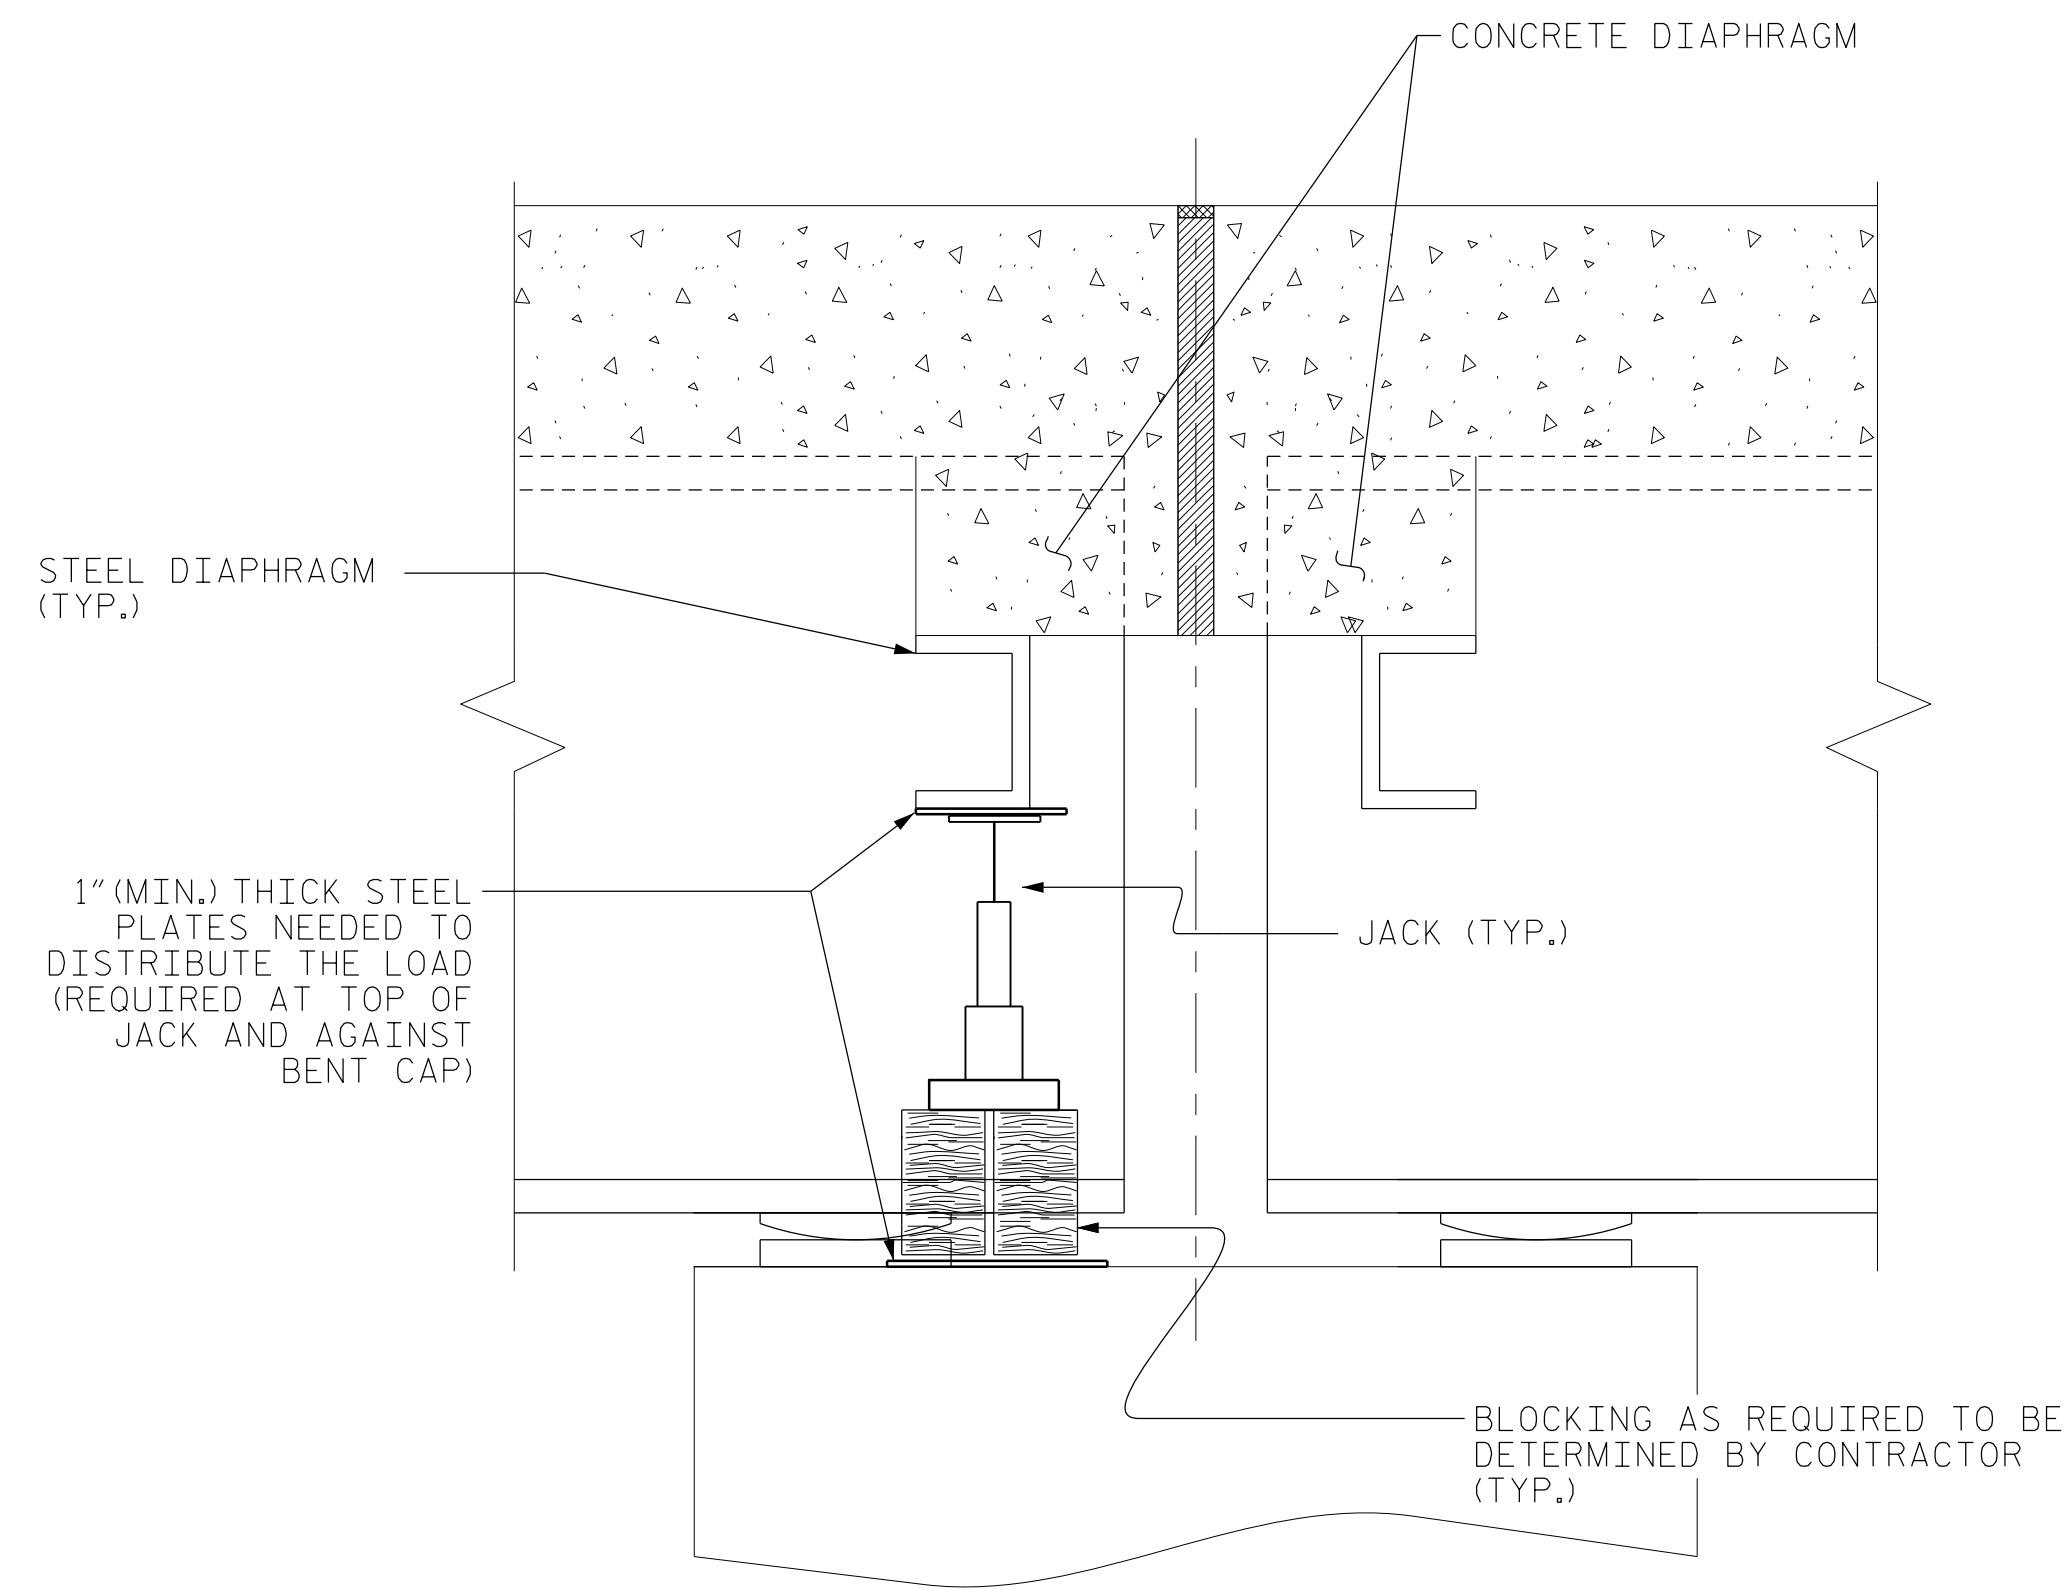 CONCRETE DIAPHRAGM
STEEL DIAPHRAGM
(TYP.)
1"(MIN.) THICK STEEL
PLATES NEEDED TO
DISTRIBUTE THE LOAD
(REQUIRED AT TOP OF
JACK AND AGAINST
BENT CAP)
JACK (TYP.)
BLOCKING AS REQUIRED TO BE
DETERMINED BY CONTRACTOR
(TYP.)